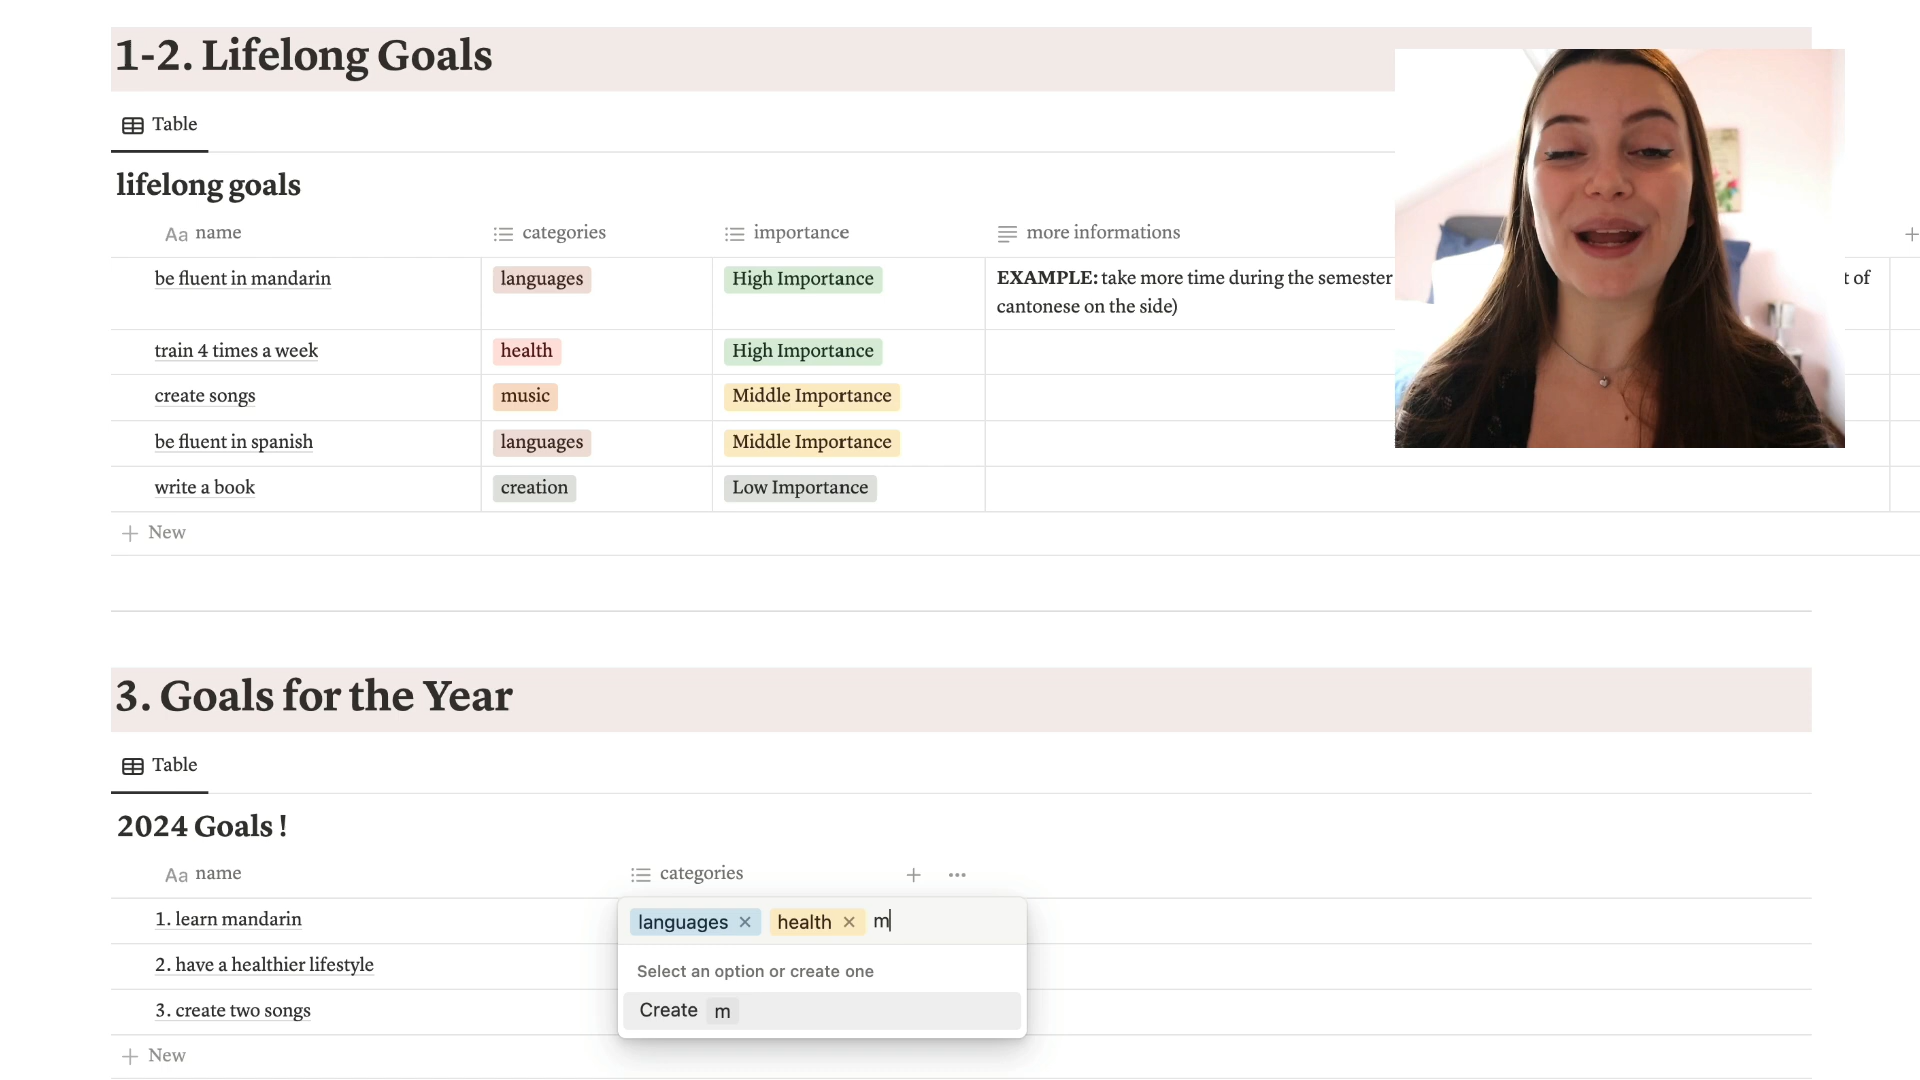 1-2. Lifelong Goals
Table
lifelong goals
Aa name categories importance more informations
be fluent in mandarin languages High Importance EXAMPLE: take more time during the semester t of
cantonese on the side)
train 4 times a week health High Importance
create songs music Middle Importance
be fluent in spanish languages Middle Importance
write a book creation Low Importance
+ New
3. Goals for the Year
Table
2024 Goals !
Aa name categories + ...
1. learn mandarin languages × health × m
2. have a healthier lifestyle Select an option or create one
3. create two songs Create m
+ New